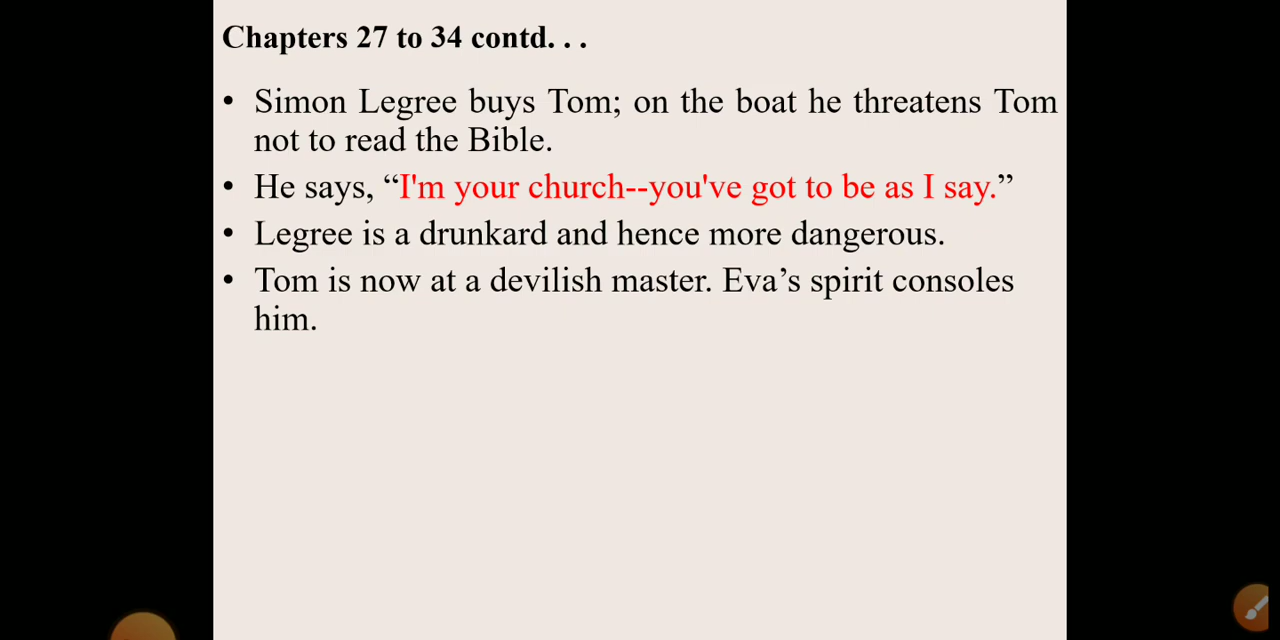 Chapters 27 to 34 contd. . .
• Simon Legree buys Tom; on the boat he threatens Tom
not to read the Bible.
• He says, “I'm your church--you've got to be as I say.”
• Legree is a drunkard and hence more dangerous.
• Tom is now at a devilish master. Eva’s spirit consoles
him.